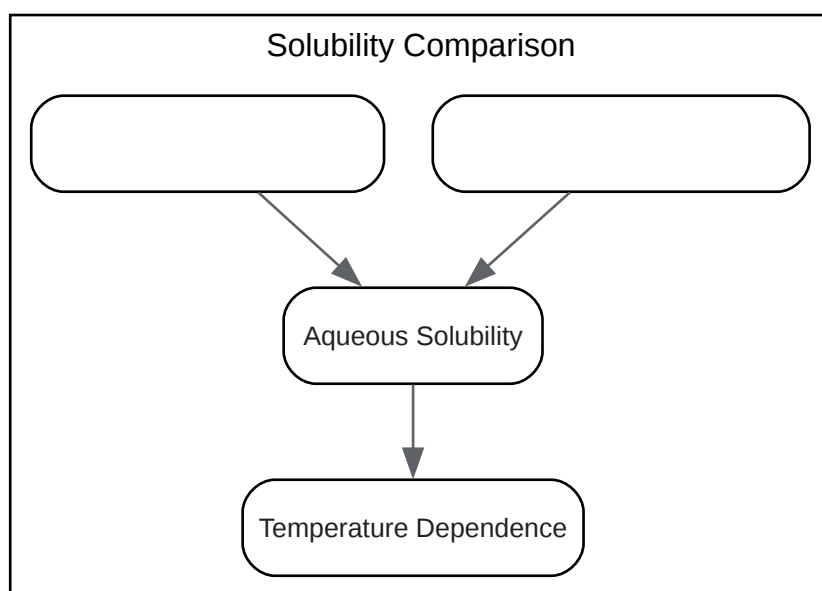 Solubility Comparison
Aqueous Solubility
Temperature Dependence